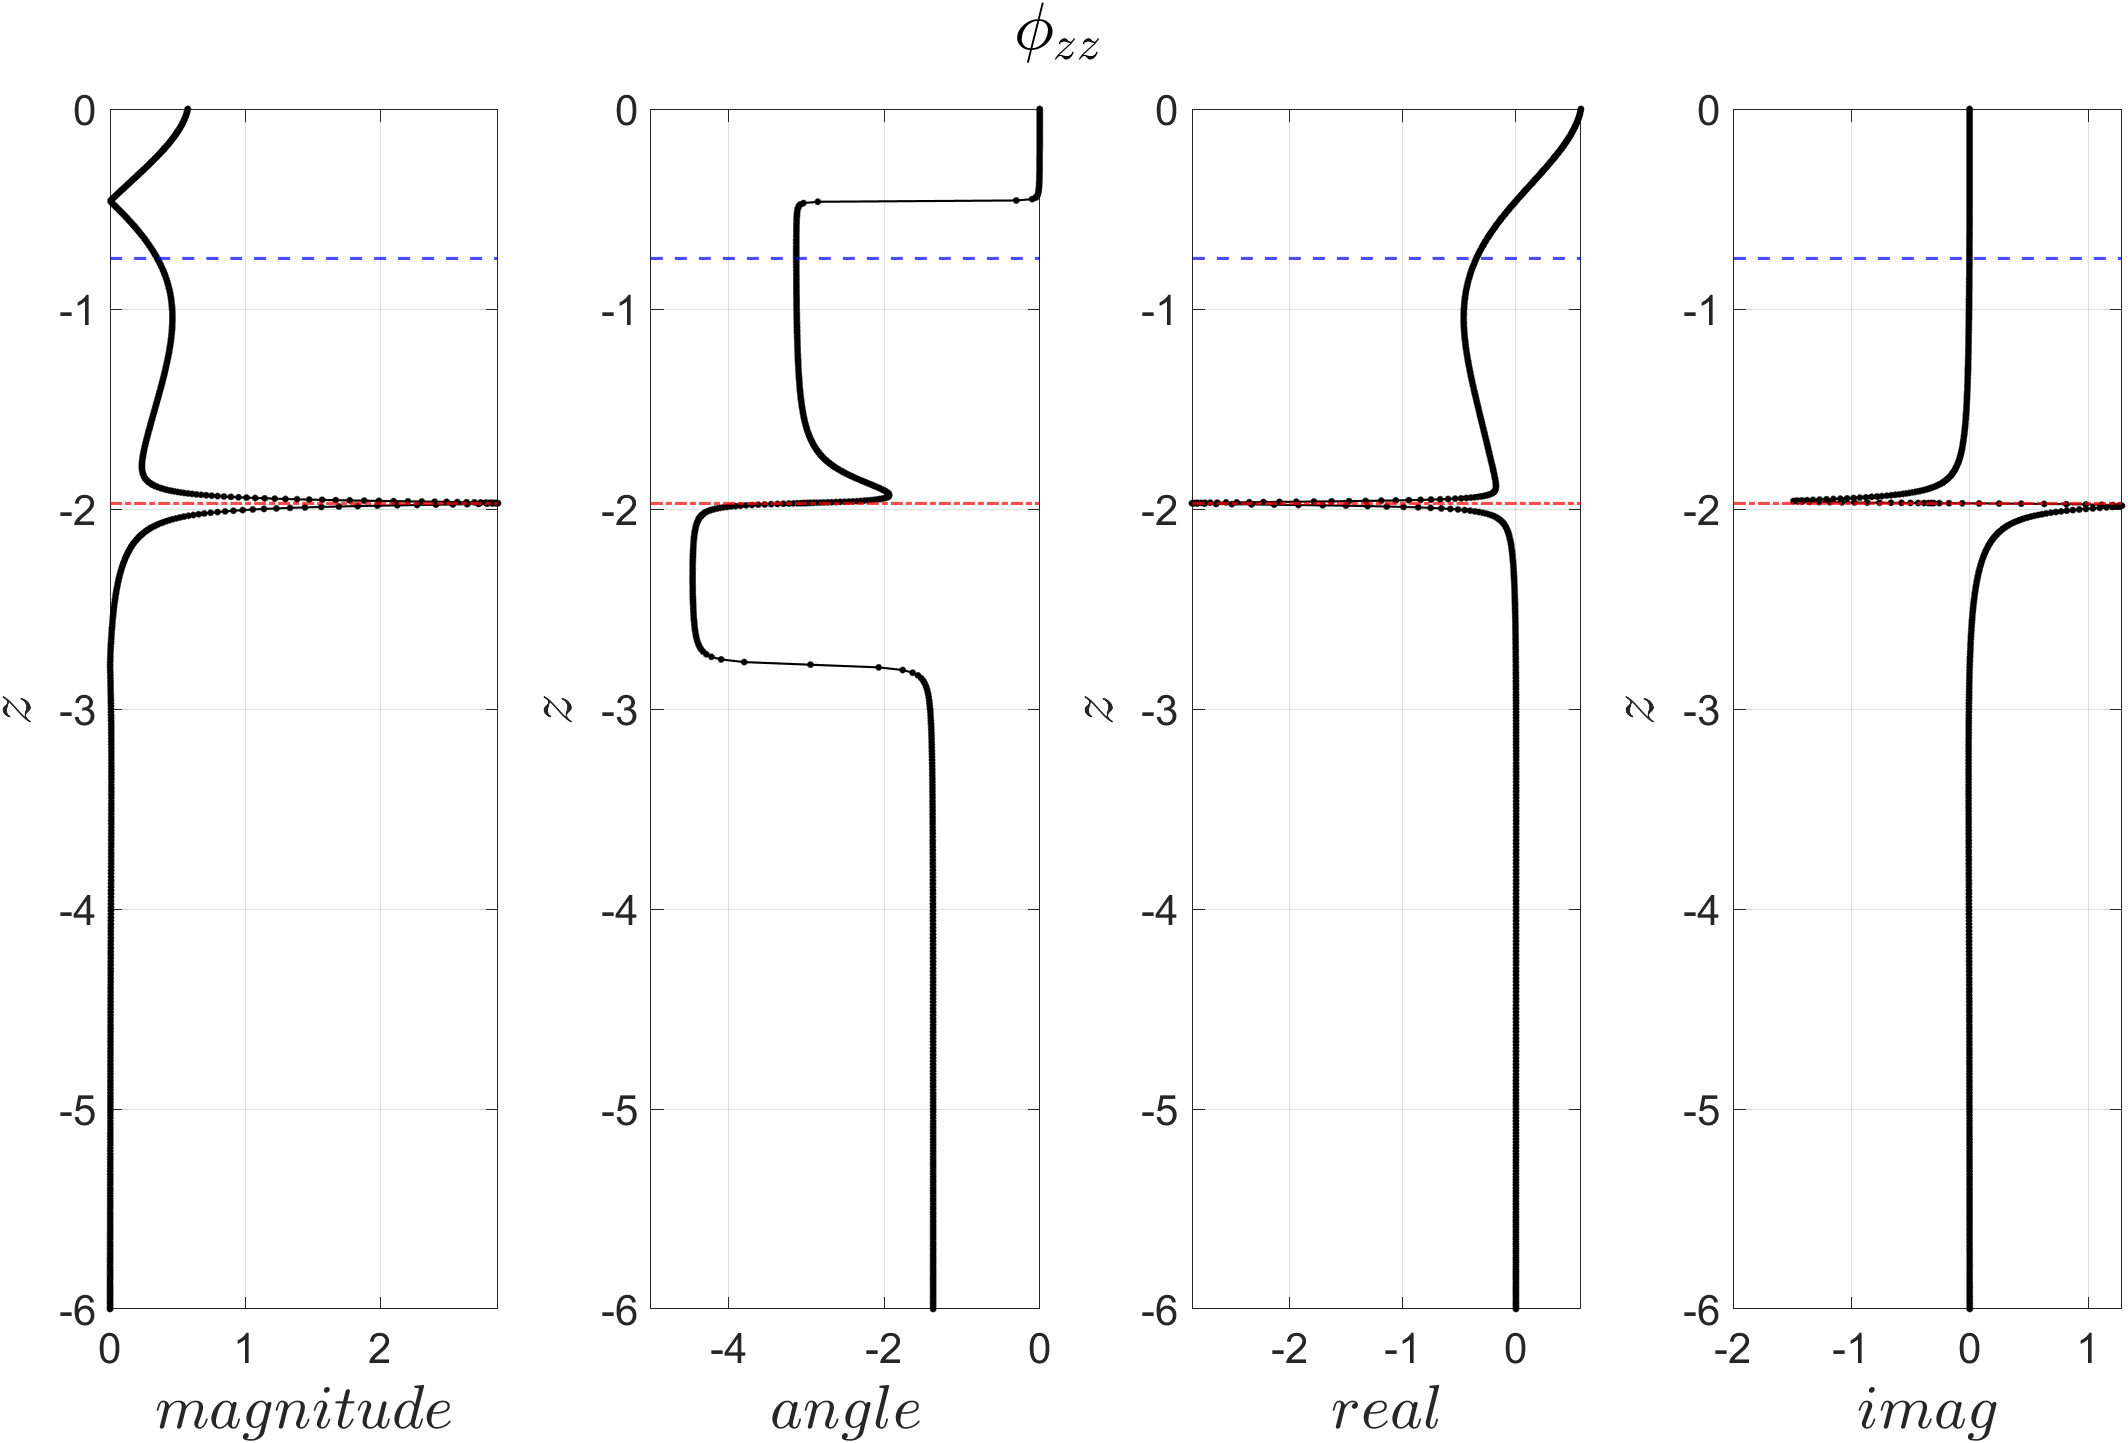 ϕzz
0 0 0 0
-1 -1 -1 -1
-2 -2 -2 -2
z z z z
-3 -3 -3 -3
-4 -4 -4 -4
-5 -5 -5 -5
-6 -6 -6 -6
0 1 2 -4 -2 0 -2 -1 0 -2 -1 0 1
magnitude angle real imag